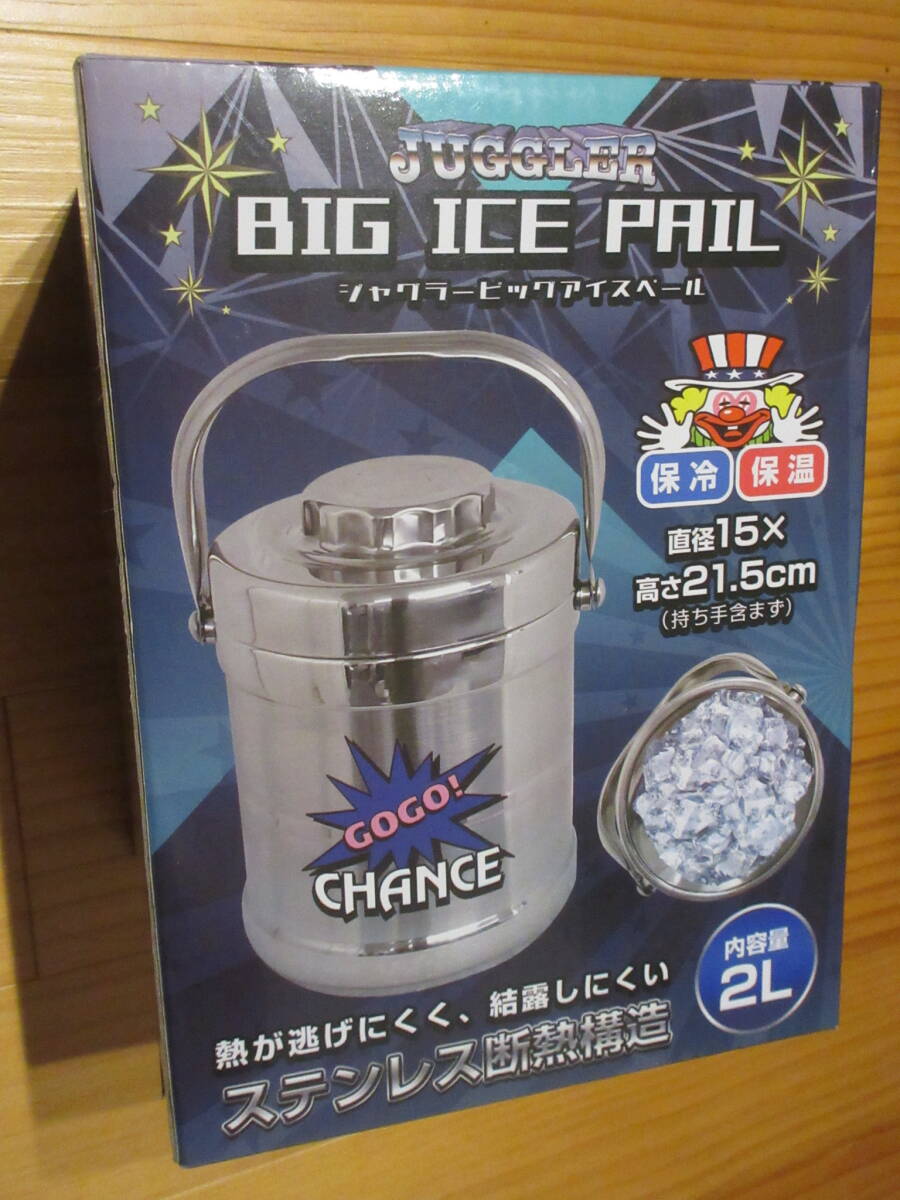 JUGGLER
BIG ICE PAIL
ジャグラービッグアイスペール
保冷
保温
直径15×
高さ21.5cm
(持ち手含まず)
GOGO!
CHANCE
内容量
2L
熱が逃げにくく、結露しにくい
ステンレス断熱構造